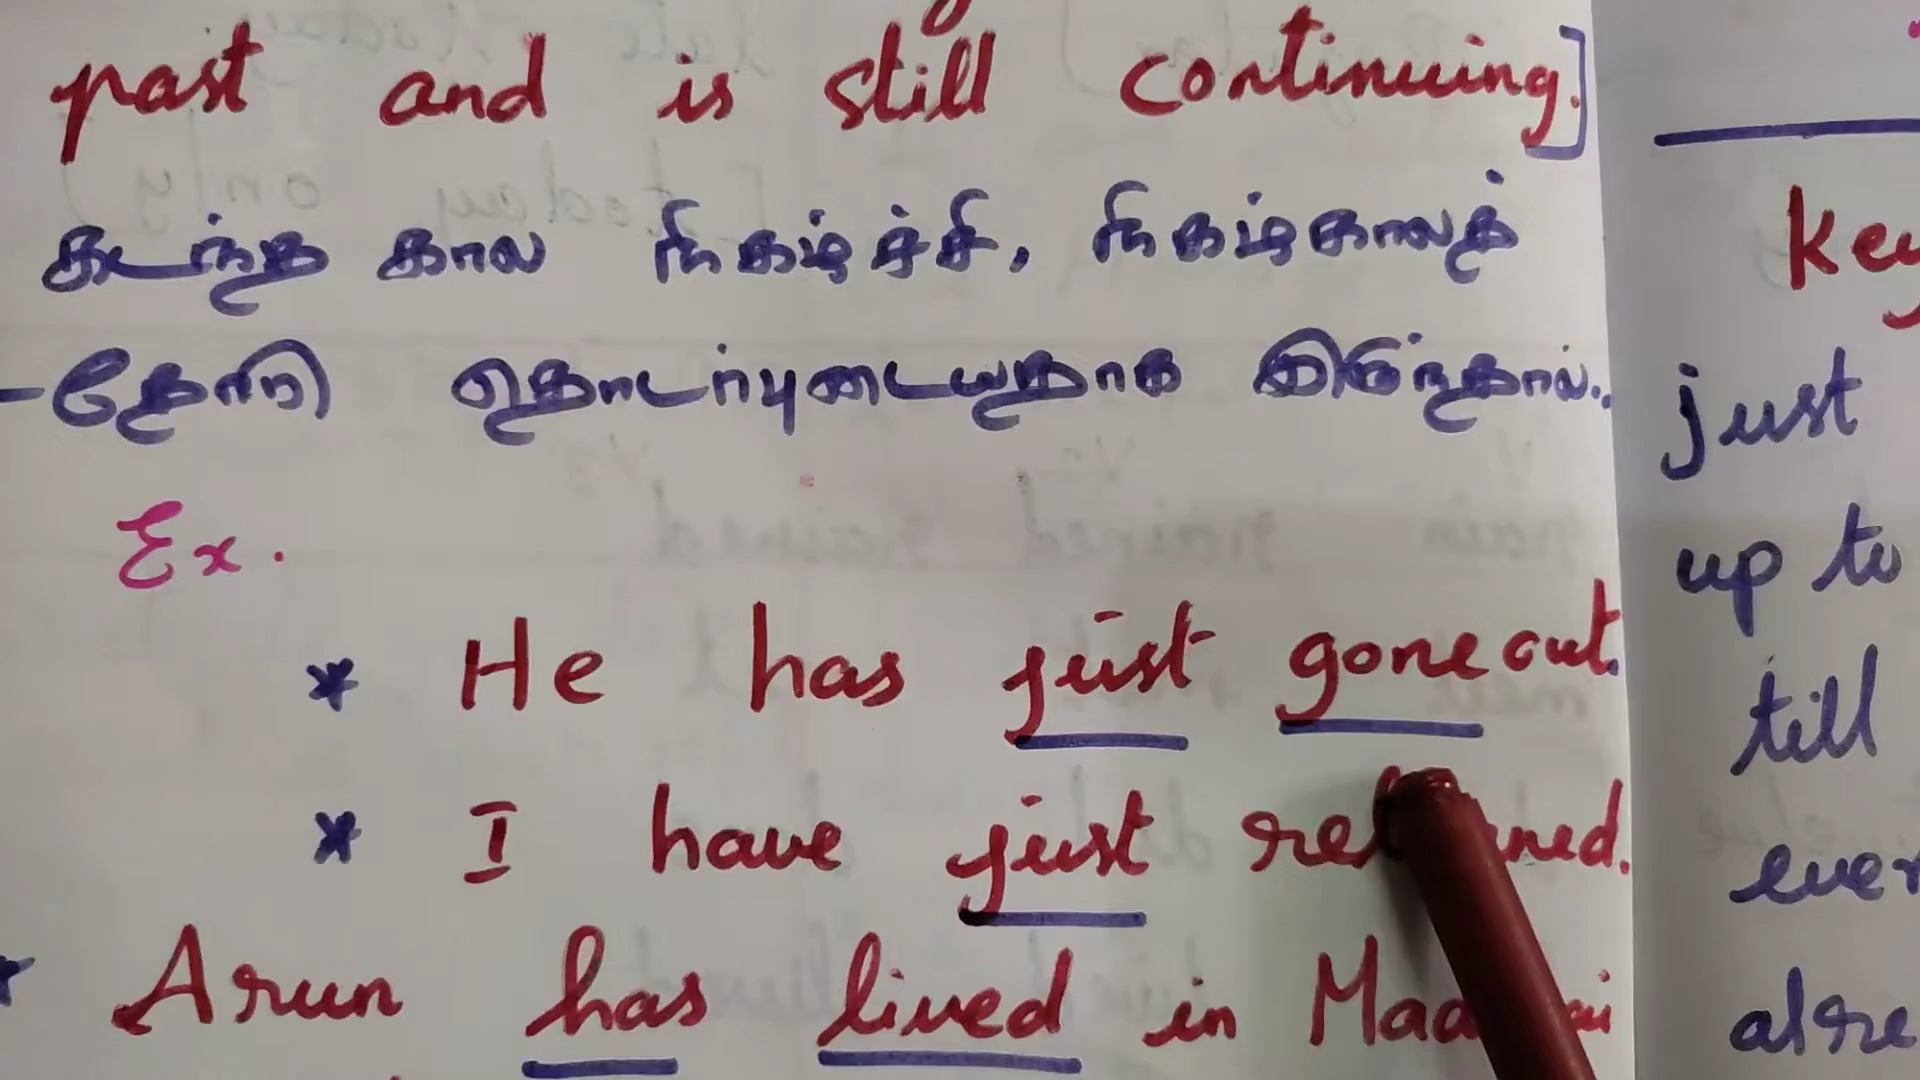 past and is still continuing.]
கடந்த கால நிகழ்ச்சி, நிகழ்காலத்
-தோடு தொடர்புடையதாக இருந்தால்.
Ex.
* He has just gone out.
* I have just
* Arun has lived in
just
up to
till